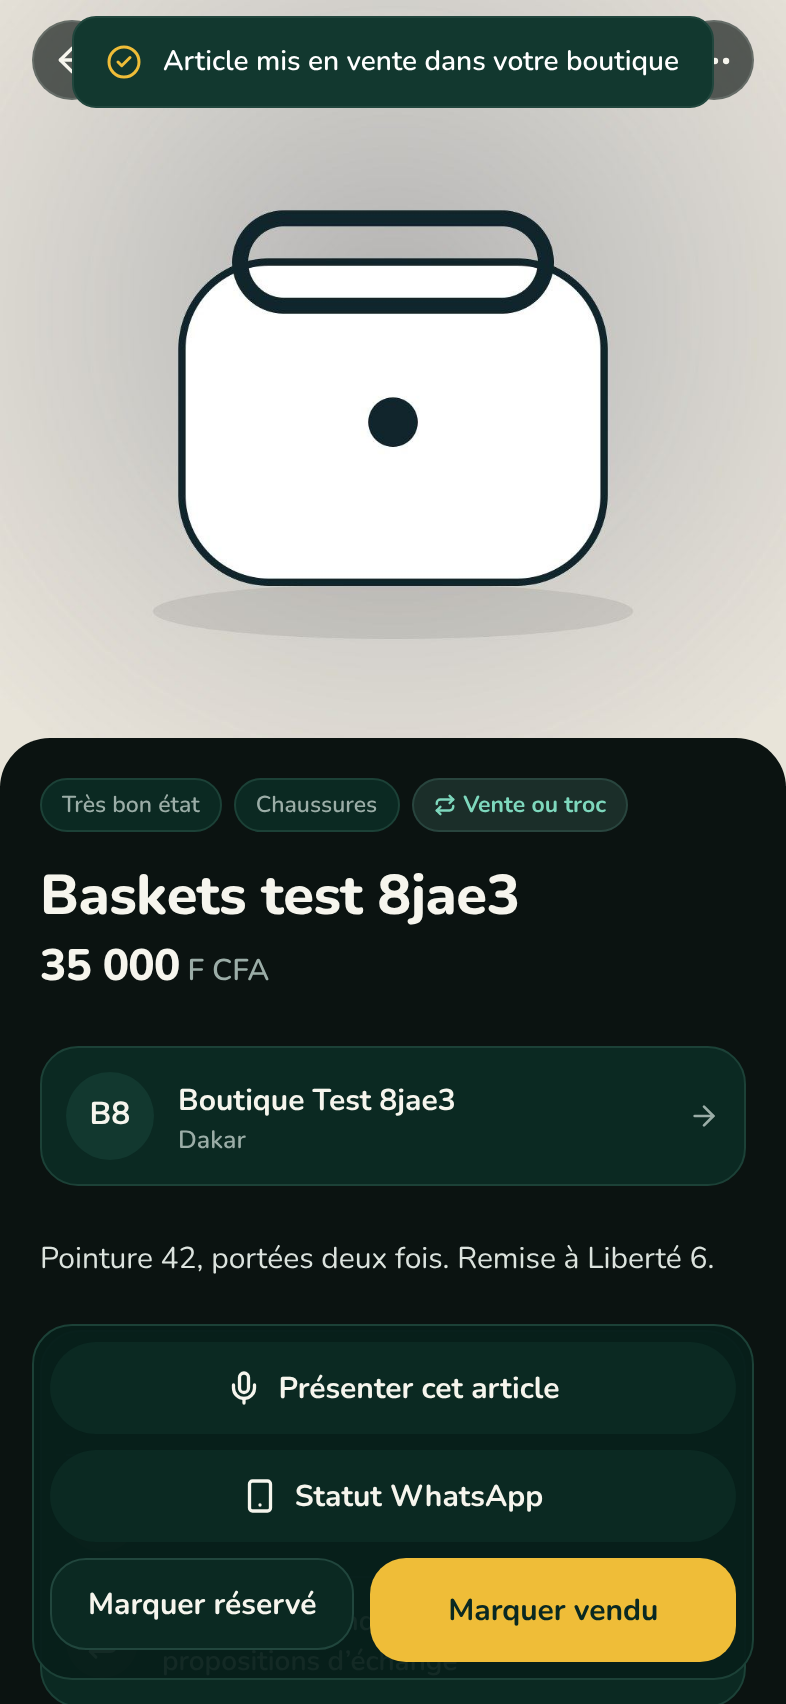 Article mis en vente dans votre boutique
Très bon état
Chaussures
Vente ou troc
Baskets test 8jae3
35 000 F CFA
B8
Boutique Test 8jae3
Dakar
Pointure 42, portées deux fois. Remise à Liberté 6.
Présenter cet article
Statut WhatsApp
Marquer réservé
Marquer vendu
propositions d'échange